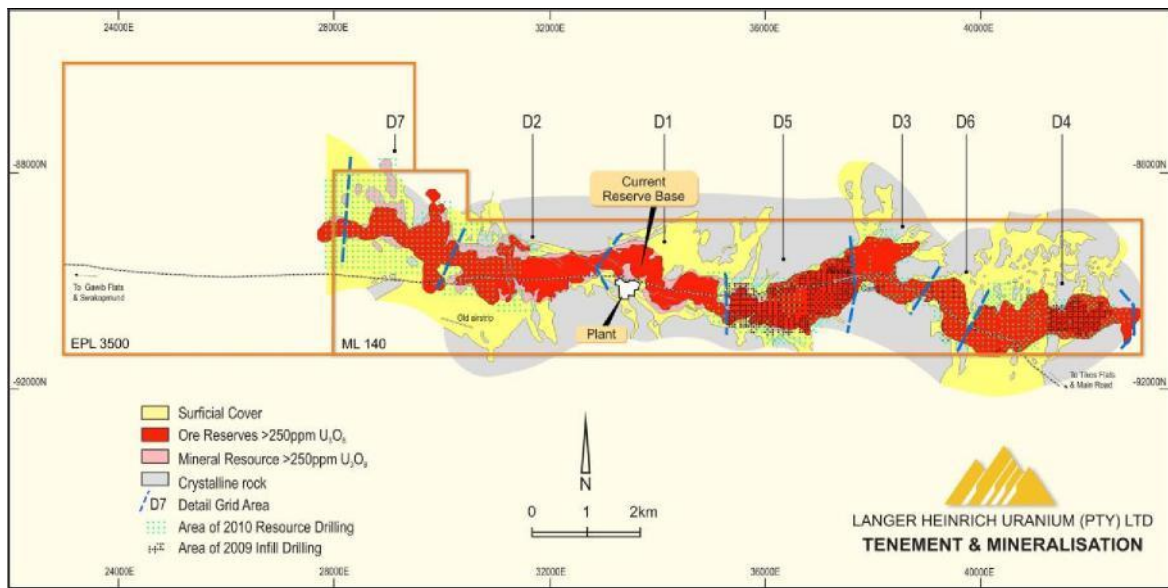 24000E 28000E 32000E 36000E 40000E
D7 D2 D1 D5 D3 D6 D4
-88000N -88000N
Current
Reserve Base
To Gawib Flats
& Swakopmund
Old airstrip
Plant
EPL 3500 ML 140
To Tinkas Flats
& Main Road
-92000N -92000N
Surficial Cover
Ore Reserves >250ppm U₃O₈
Mineral Resource >250ppm U₃O₈
Crystalline rock
D7 Detail Grid Area
Area of 2010 Resource Drilling
Area of 2009 Infill Drilling
N
0 1 2km
LANGER HEINRICH URANIUM (PTY) LTD
TENEMENT & MINERALISATION
24000E 28000E 32000E 36000E 40000E